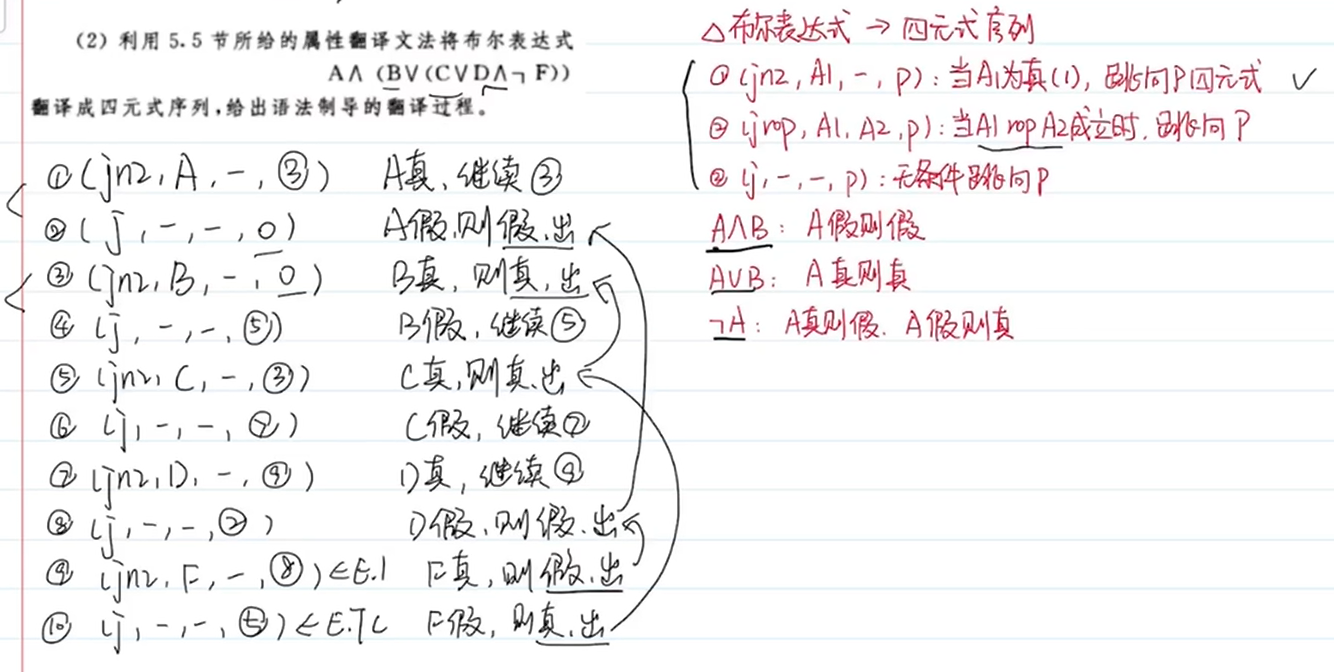 (2) 利用 5.5 节所给的属性翻译文法将布尔表达式
A∧(B∨(C∨D∧¬F))
翻译成四元式序列,给出语法制导的翻译过程。
① (jnz, A, -, ③) A真, 继续③
② (j, -, -, 0) A假, 则假.出
③ (jnz, B, -, 0) B真, 则真, 出
④ (j, -, -, ⑤) B假, 继续⑤
⑤ (jnz, C, -, ③) C真, 则真.出
⑥ (j, -, -, ⑦) C假, 继续⑦
⑦ (jnz, D, -, ⑨) D真, 继续⑨
⑧ (j, -, -, ②) D假, 则假.出
⑨ (jnz, F, -, ⑧) ← E.f F真, 则假.出
⑩ (j, -, -, ⑤) ← E.TC F假, 则真.出
△布尔表达式 → 四元式序列
① (jnz, A1, -, p): 当A1为真(1), 跳向P四元式 ✓
② (jrop, A1, A2, p): 当A1 rop A2成立时, 跳向P
③ (j, -, -, p): 无条件跳向P
A∧B: A假则假
A∪B: A真则真
¬A: A真则假. A假则真